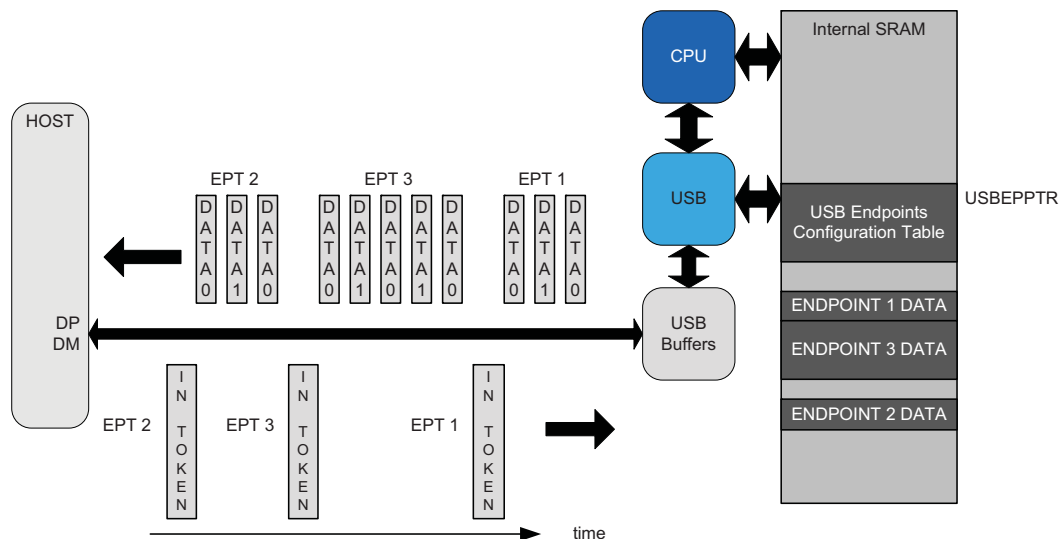 Internal SRAM
CPU
HOST
EPT 2
EPT 3
EPT 1
USB
USBEPPTR
USB Endpoints
Configuration Table
DATA0
DATA1
DATA0
DATA0
DATA1
DATA0
DATA1
DATA0
DATA0
DATA1
DATA0
ENDPOINT 1 DATA
DP
DM
USB
Buffers
ENDPOINT 3 DATA
EPT 2
IN TOKEN
EPT 3
IN TOKEN
EPT 1
IN TOKEN
ENDPOINT 2 DATA
time